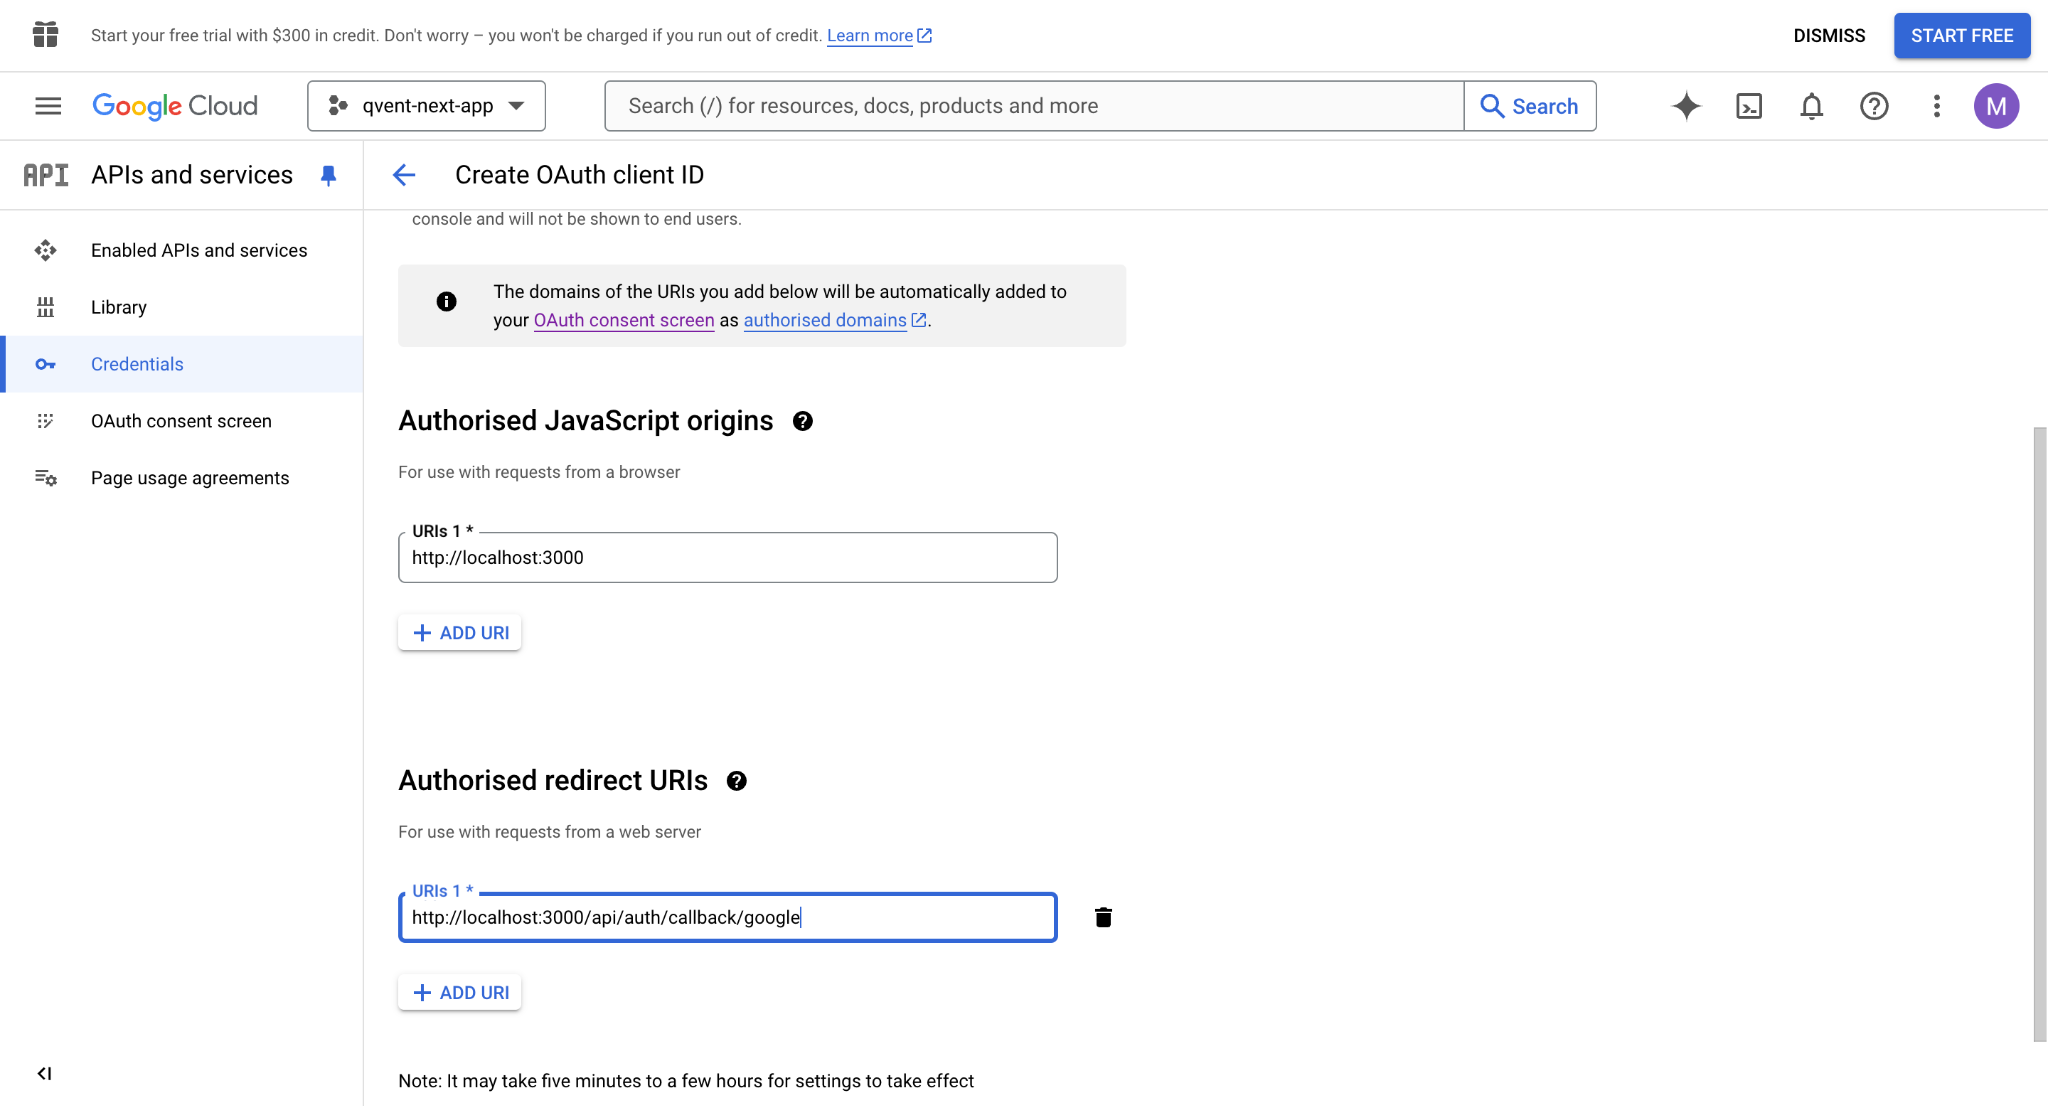 Start your free trial with $300 in credit. Don't worry – you won't be charged if you run out of credit. Learn more
DISMISS
START FREE
Google Cloud
qvent-next-app
Search (/) for resources, docs, products and more
Search
M
API
APIs and services
Create OAuth client ID
console and will not be shown to end users.
Enabled APIs and services
Library
Credentials
OAuth consent screen
Page usage agreements
The domains of the URIs you add below will be automatically added to
your OAuth consent screen as authorised domains.
Authorised JavaScript origins
For use with requests from a browser
URIs 1 *
http://localhost:3000
ADD URI
Authorised redirect URIs
For use with requests from a web server
URIs 1 *
http://localhost:3000/api/auth/callback/google
ADD URI
Note: It may take five minutes to a few hours for settings to take effect